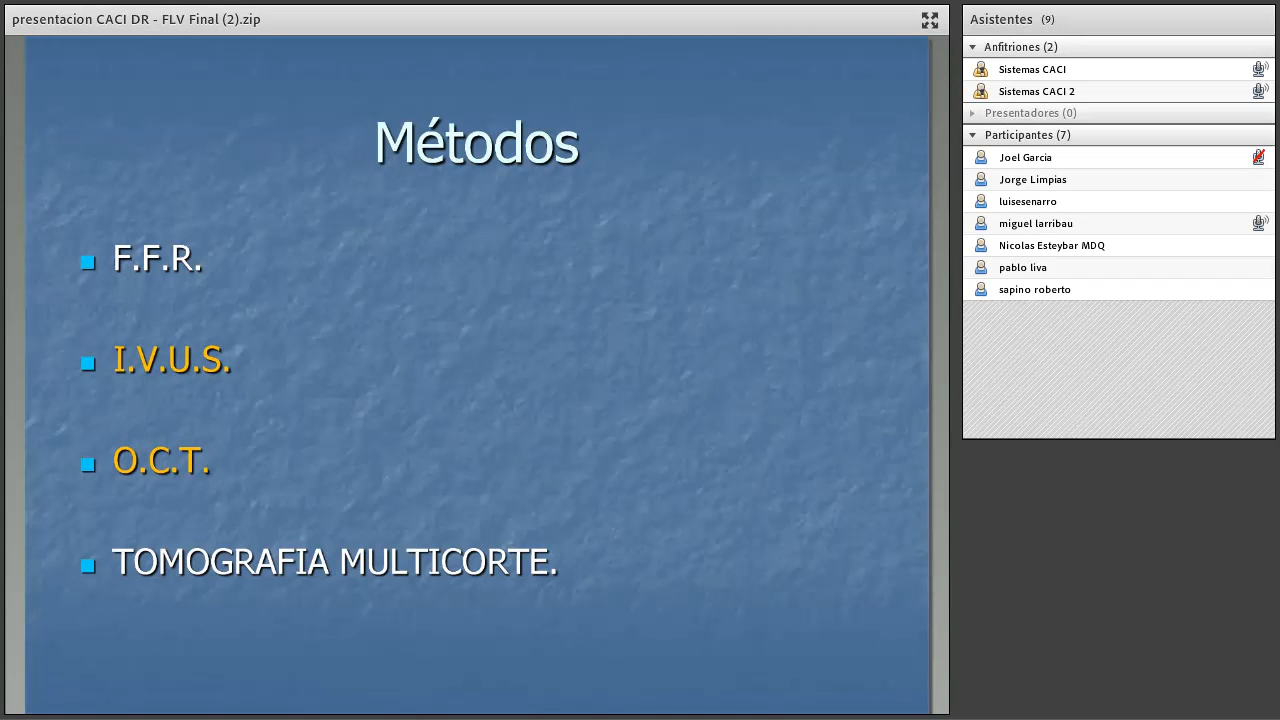 presentacion CACI DR - FLV Final (2).zip
Métodos
F.F.R.
I.V.U.S.
O.C.T.
TOMOGRAFIA MULTICORTE.
Asistentes (9)
Anfitriones (2)
Sistemas CACI
Sistemas CACI 2
Presentadores (0)
Participantes (7)
Joel Garcia
Jorge Limpias
luisesenarro
miguel larribau
Nicolas Esteybar MDQ
pablo liva
sapino roberto